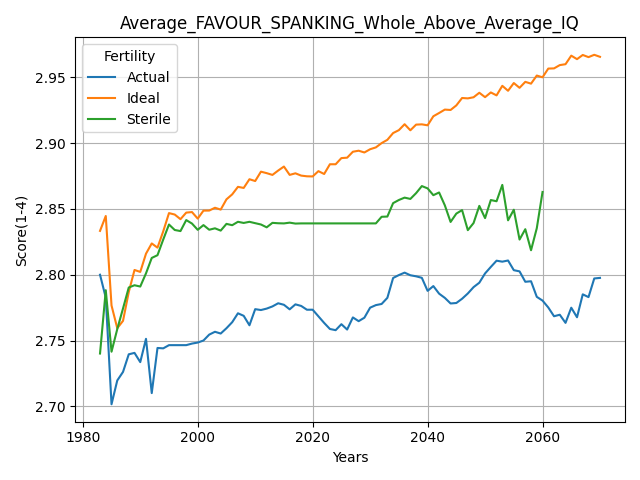 Average_FAVOUR_SPANKING_Whole_Above_Average_IQ
Fertility
Actual
Ideal
Sterile
Score(1-4)
2.95
2.90
2.85
2.80
2.75
2.70
1980
2000
2020
2040
2060
Years